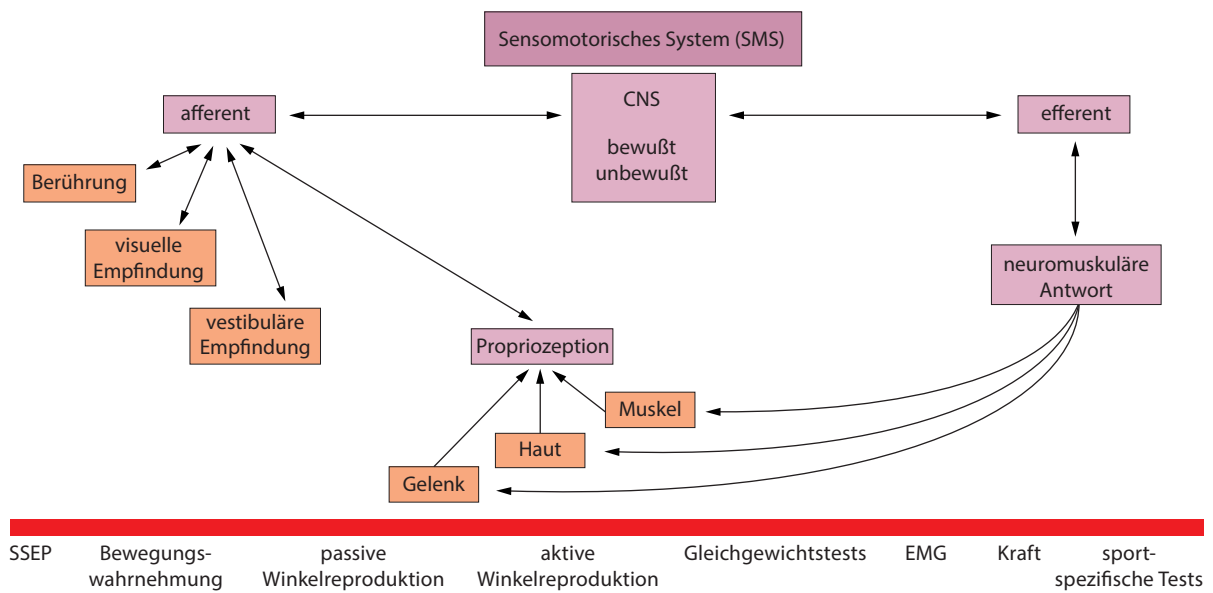 Sensomotorisches System (SMS)
CNS
bewußt
unbewußt
afferent
efferent
Berührung
visuelle
Empfindung
vestibuläre
Empfindung
neuromuskuläre
Antwort
Propriozeption
Muskel
Haut
Gelenk
SSEP
Bewegungs-
wahrnehmung
passive
Winkelreproduktion
aktive
Winkelreproduktion
Gleichgewichtstests
EMG
Kraft
sport-
spezifische Tests